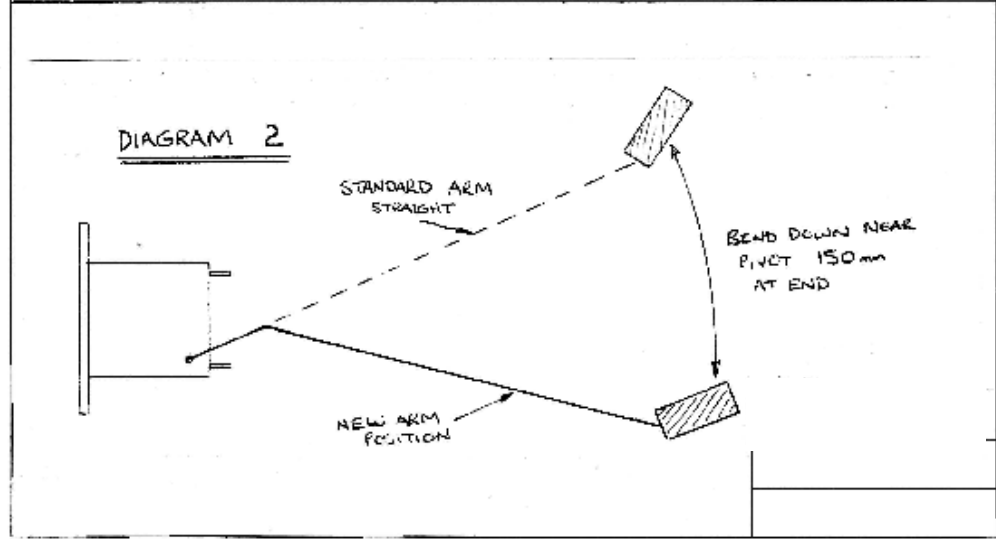 DIAGRAM 2
STANDARD ARM
STRAIGHT
BEND DOWN NEAR
PIVOT 150mm
AT END
NEW ARM
POSITION